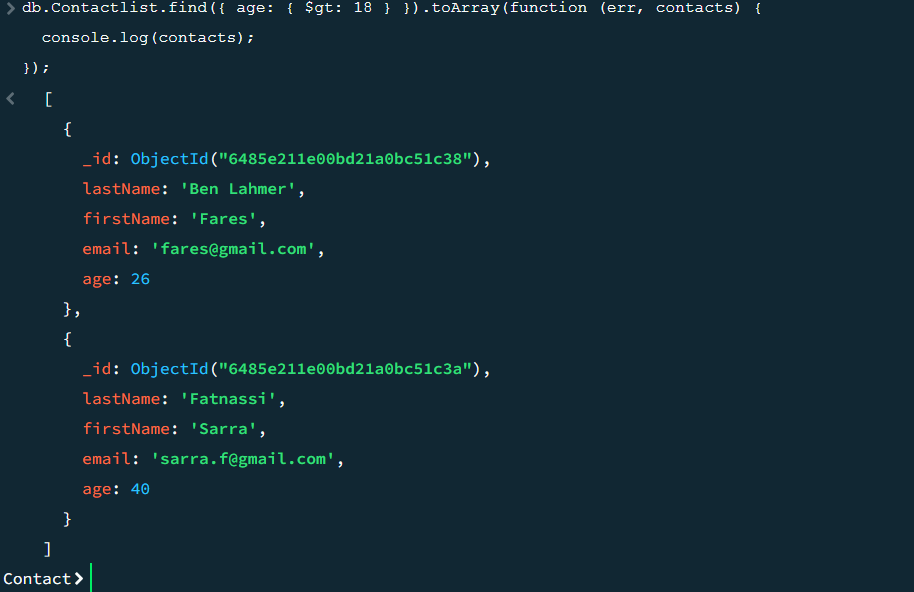 db.Contactlist.find({ age: { $gt: 18 } }).toArray(function (err, contacts) {
console.log(contacts);
});
[
{
_id: ObjectId("6485e211e00bd21a0bc51c38"),
lastName: 'Ben Lahmer',
firstName: 'Fares',
email: 'fares@gmail.com',
age: 26
},
{
_id: ObjectId("6485e211e00bd21a0bc51c3a"),
lastName: 'Fatnassi',
firstName: 'Sarra',
email: 'sarra.f@gmail.com',
age: 40
}
]
Contact>